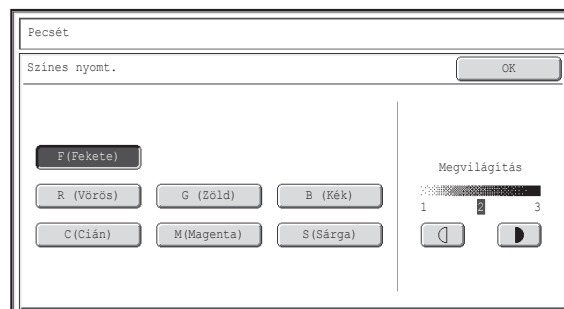 Pecsét
Színes nyomt.
OK
F(Fekete)
R (Vörös)
G (Zöld)
B (Kék)
C(Cián)
M(Magenta)
S(Sárga)
Megvilágítás
1 2 3